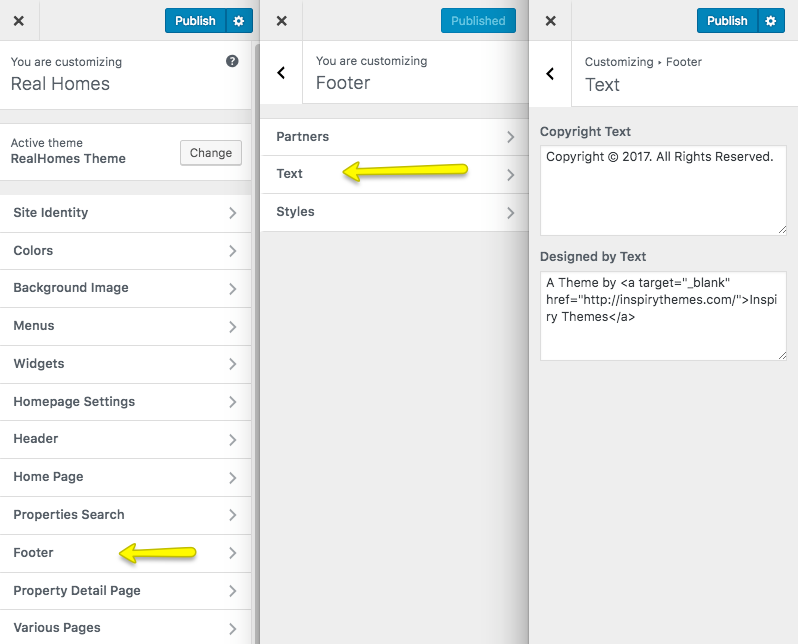 Publish
You are customizing
Real Homes
Active theme
RealHomes Theme
Change
Site Identity
Colors
Background Image
Menus
Widgets
Homepage Settings
Header
Home Page
Properties Search
Footer
Property Detail Page
Various Pages
Published
You are customizing
Footer
Partners
Text
Styles
Publish
Customizing ▸ Footer
Text
Copyright Text
Copyright © 2017. All Rights Reserved.
Designed by Text
A Theme by <a target="_blank"
href="http://inspirythemes.com/">Inspi
ry Themes</a>